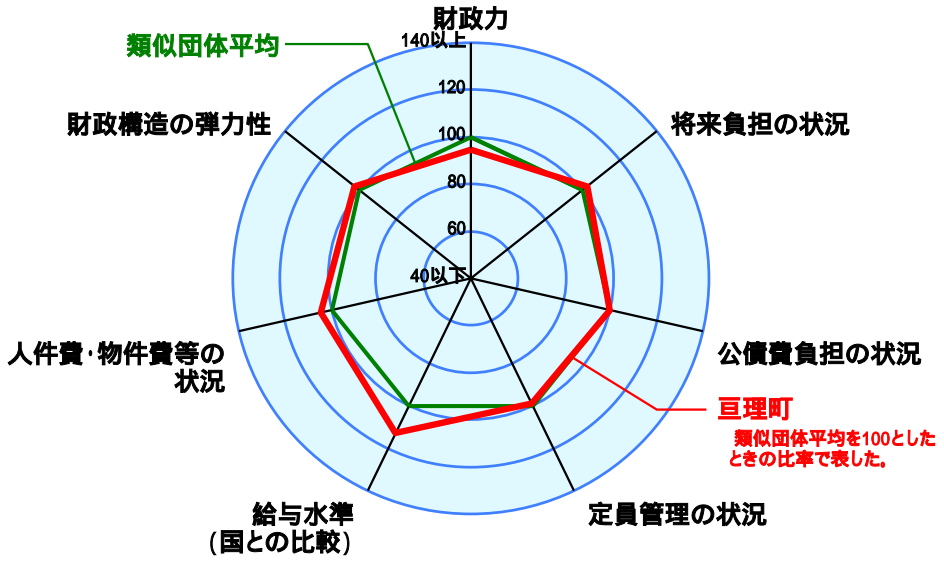 財政力
140以上
類似団体平均
120
財政構造の弾力性
将来負担の状況
100
80
60
40以下
人件費・物件費等の
状況
公債費負担の状況
亘理町
類似団体平均を100とした
ときの比率で表した。
給与水準
(国との比較)
定員管理の状況